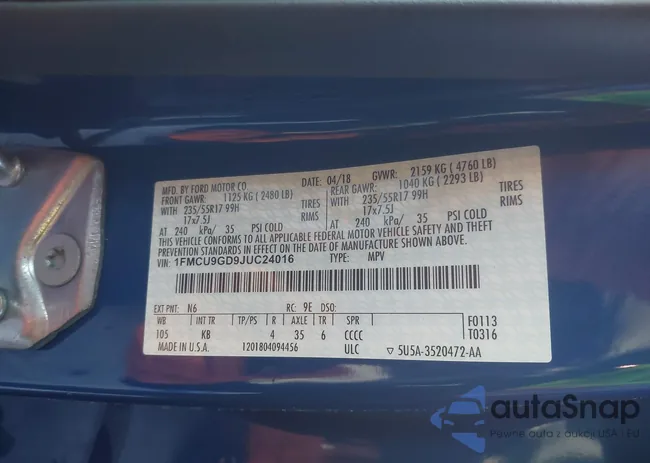 MFD. BY FORD MOTOR CO. DATE: 04/18 GVWR: 2159 KG ( 4760 LB)
FRONT GAWR: 1125 KG ( 2480 LB) REAR GAWR: 1040 KG ( 2293 LB)
WITH 235/55R17 99H TIRES WITH 235/55R17 99H TIRES
17x7.5J RIMS 17x7.5J RIMS
AT 240 kPa/ 35 PSI COLD AT 240 kPa/ 35 PSI COLD
THIS VEHICLE CONFORMS TO ALL APPLICABLE FEDERAL MOTOR VEHICLE SAFETY AND THEFT
PREVENTION STANDARDS IN EFFECT ON THE DATE OF MANUFACTURE SHOWN ABOVE.
VIN: 1FMCU9GD9JUC24016 TYPE: MPV
EXT PNT: N6 RC: 9E DSO: F0113
WB INT TR TP/PS R AXLE TR SPR T0316
105 KB 4 35 6 CCCC
MADE IN U.S.A. 1201804094456 ULC ▽ 5U5A-3520472-AA
autaSnap
Pewne auta z aukcji USA i EU